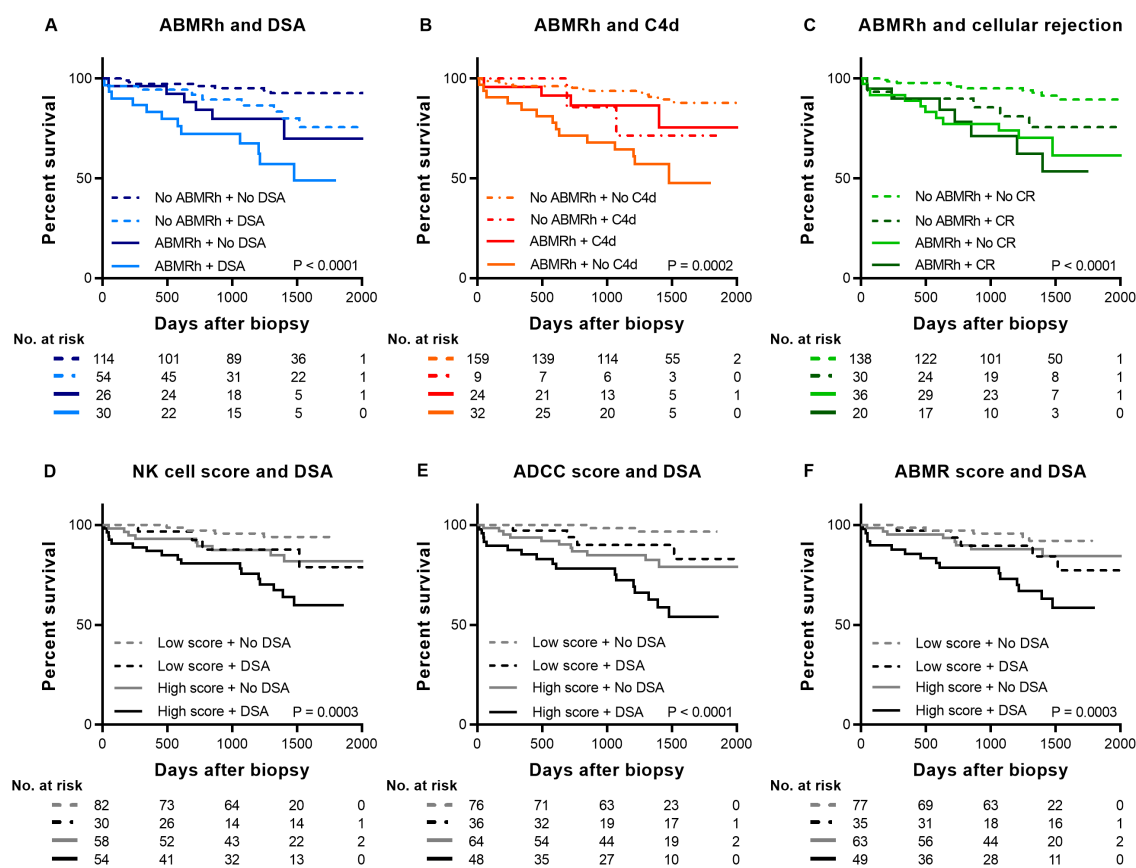 A ABMRh and DSA
Percent survival
100
50
0
No ABMRh + No DSA
No ABMRh + DSA
ABMRh + No DSA
ABMRh + DSA
P < 0.0001
0 500 1000 1500 2000
Days after biopsy
No. at risk
114 101 89 36 1
54 45 31 22 1
26 24 18 5 1
30 22 15 5 0
B ABMRh and C4d
Percent survival
100
50
0
No ABMRh + No C4d
No ABMRh + C4d
ABMRh + C4d
ABMRh + No C4d
P = 0.0002
0 500 1000 1500 2000
Days after biopsy
No. at risk
159 139 114 55 2
9 7 6 3 0
24 21 13 5 1
32 25 20 5 0
C ABMRh and cellular rejection
Percent survival
100
50
0
No ABMRh + No CR
No ABMRh + CR
ABMRh + No CR
ABMRh + CR
P < 0.0001
0 500 1000 1500 2000
Days after biopsy
No. at risk
138 122 101 50 1
30 24 19 8 1
36 29 23 7 1
20 17 10 3 0
D NK cell score and DSA
Percent survival
100
50
0
Low score + No DSA
Low score + DSA
High score + No DSA
High score + DSA
P = 0.0003
0 500 1000 1500 2000
Days after biopsy
No. at risk
82 73 64 20 0
30 26 14 14 1
58 52 43 22 2
54 41 32 13 0
E ADCC score and DSA
Percent survival
100
50
0
Low score + No DSA
Low score + DSA
High score + No DSA
High score + DSA
P < 0.0001
0 500 1000 1500 2000
Days after biopsy
No. at risk
76 71 63 23 0
36 32 19 17 1
64 54 44 19 2
48 35 27 10 0
F ABMR score and DSA
Percent survival
100
50
0
Low score + No DSA
Low score + DSA
High score + No DSA
High score + DSA
P = 0.0003
0 500 1000 1500 2000
Days after biopsy
No. at risk
77 69 63 22 0
35 31 18 16 1
63 56 44 20 2
49 36 28 11 0